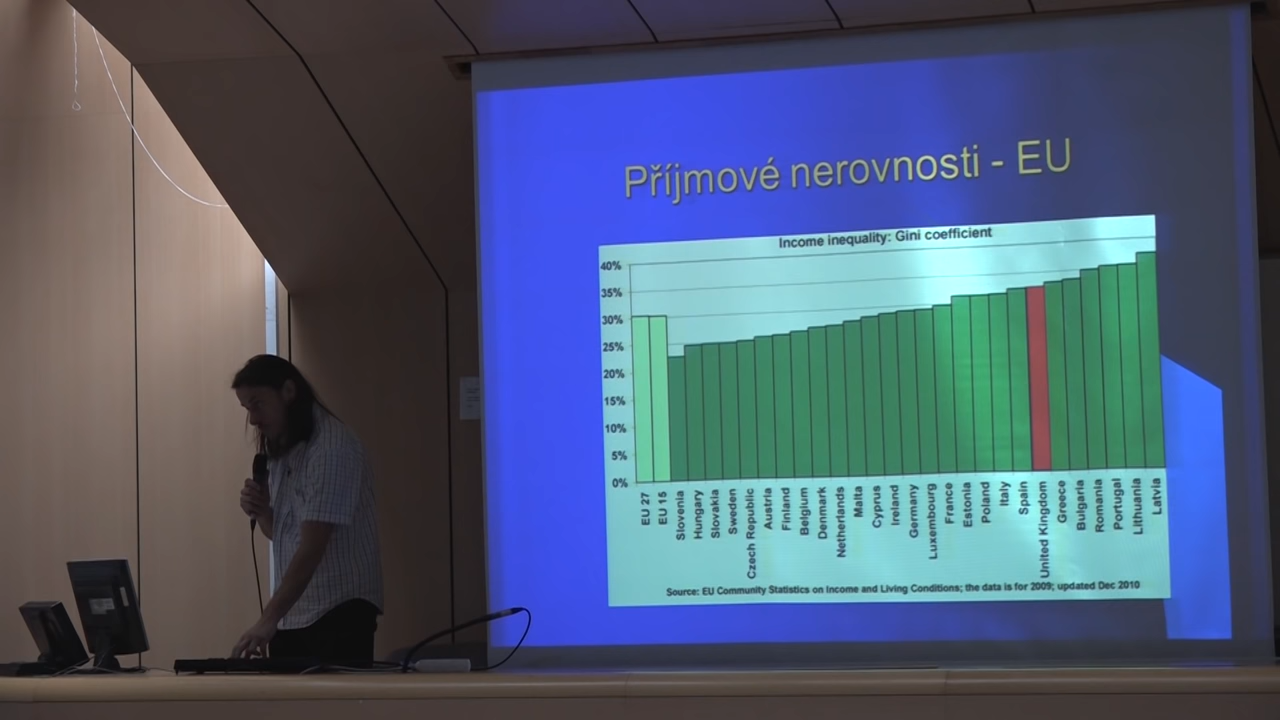 Příjmové nerovnosti - EU
Income inequality: Gini coefficient
40%
35%
30%
25%
20%
15%
10%
5%
0%
EU 27
EU 15
Slovenia
Hungary
Slovakia
Sweden
Czech Republic
Austria
Finland
Belgium
Denmark
Netherlands
Malta
Cyprus
Ireland
Germany
Luxembourg
France
Estonia
Poland
Italy
Spain
United Kingdom
Greece
Bulgaria
Romania
Portugal
Lithuania
Latvia
Source: EU Community Statistics on Income and Living Conditions; the data is for 2009; updated Dec 2010